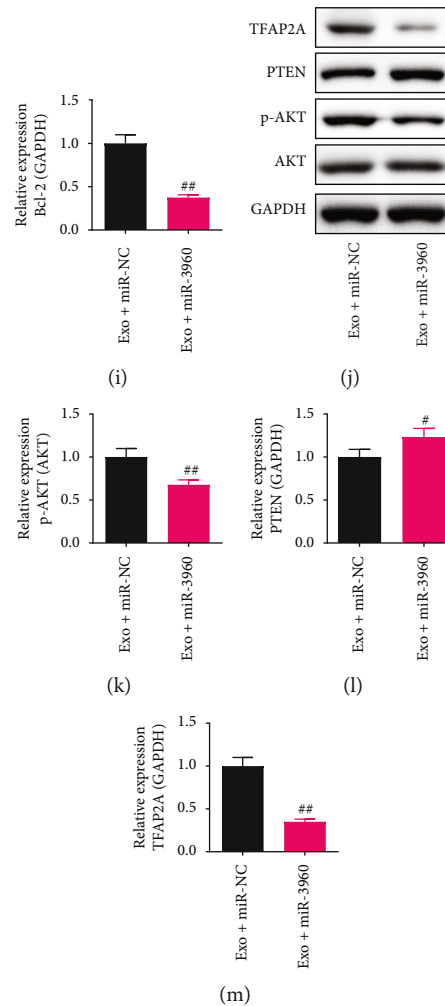 Relative expression
Bcl-2 (GAPDH)
1.5
1.0
0.5
0.0
##
Exo + miR-NC
Exo + miR-3960
(i)
TFAP2A
PTEN
p-AKT
AKT
GAPDH
Exo + miR-NC
Exo + miR-3960
(j)
Relative expression
p-AKT (AKT)
1.5
1.0
0.5
0.0
##
Exo + miR-NC
Exo + miR-3960
(k)
Relative expression
PTEN (GAPDH)
1.5
1.0
0.5
0.0
#
Exo + miR-NC
Exo + miR-3960
(l)
Relative expression
TFAP2A (GAPDH)
1.5
1.0
0.5
0.0
##
Exo + miR-NC
Exo + miR-3960
(m)